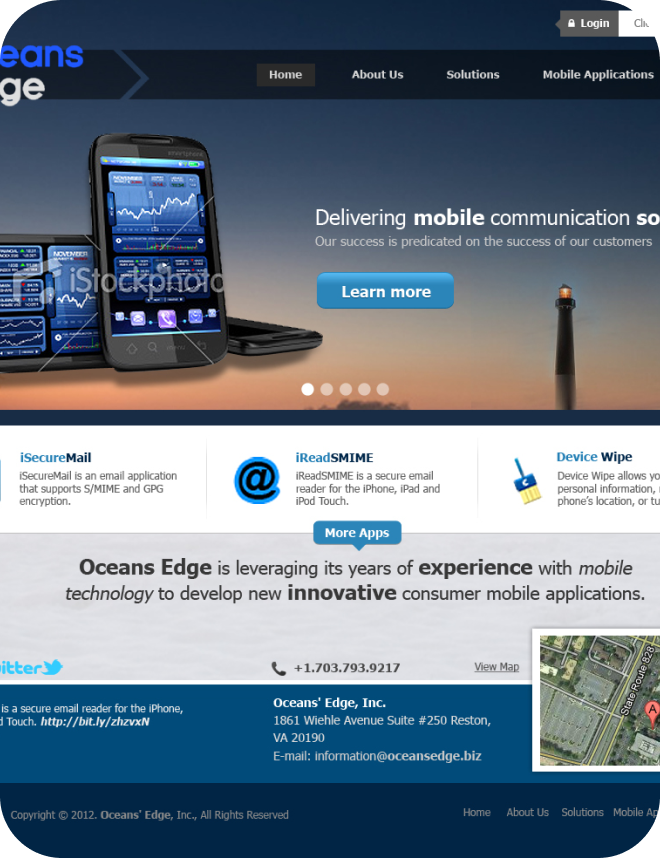 Login
eans
ge
Home About Us Solutions Mobile Applications
smartphone
NOVEMBER
iStockphoto
menu
Delivering mobile communication so
Our success is predicated on the success of our customers
Learn more
iSecureMail
iSecureMail is an email application
that supports S/MIME and GPG
encryption.
iReadSMIME
iReadSMIME is a secure email
reader for the iPhone, iPad and
iPod Touch.
Device Wipe
Device Wipe allows yo
personal information,
phone's location, or tu
More Apps
Oceans Edge is leveraging its years of experience with mobile
technology to develop new innovative consumer mobile applications.
itter
+1.703.793.9217
View Map
is a secure email reader for the iPhone,
d Touch. http://bit.ly/zhzvxN
Oceans' Edge, Inc.
1861 Wiehle Avenue Suite #250 Reston,
VA 20190
E-mail: information@oceansedge.biz
State Route 828
A
Copyright © 2012. Oceans' Edge, Inc., All Rights Reserved
Home About Us Solutions Mobile Ap